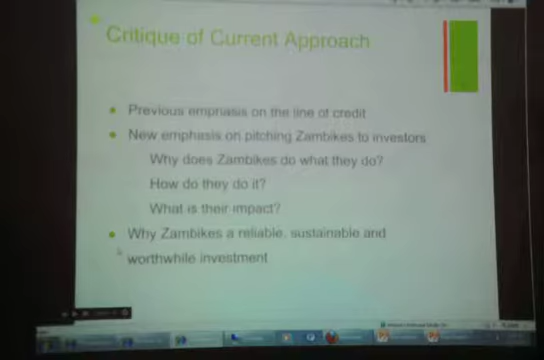 Critique of Current Approach
Previous emphasis on the line of credit
New emphasis on pitching Zambikes to investors
Why does Zambikes do what they do?
How do they do it?
What is their impact?
Why Zambikes a reliable, sustainable and
worthwhile investment